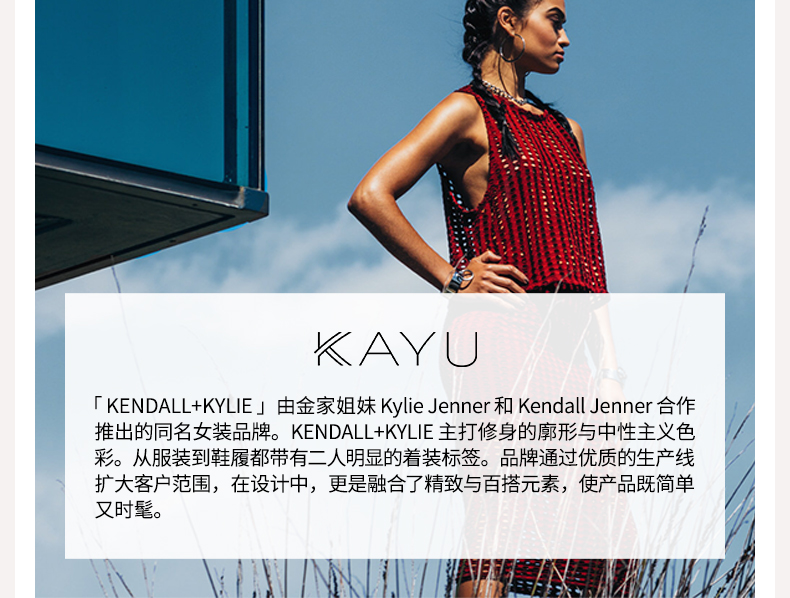 KAYU
「 KENDALL+KYLIE 」由金家姐妹 Kylie Jenner 和 Kendall Jenner 合作
推出的同名女装品牌。KENDALL+KYLIE 主打修身的廓形与中性主义色
彩。从服装到鞋履都带有二人明显的着装标签。品牌通过优质的生产线
扩大客户范围，在设计中，更是融合了精致与百搭元素，使产品既简单
又时髦。